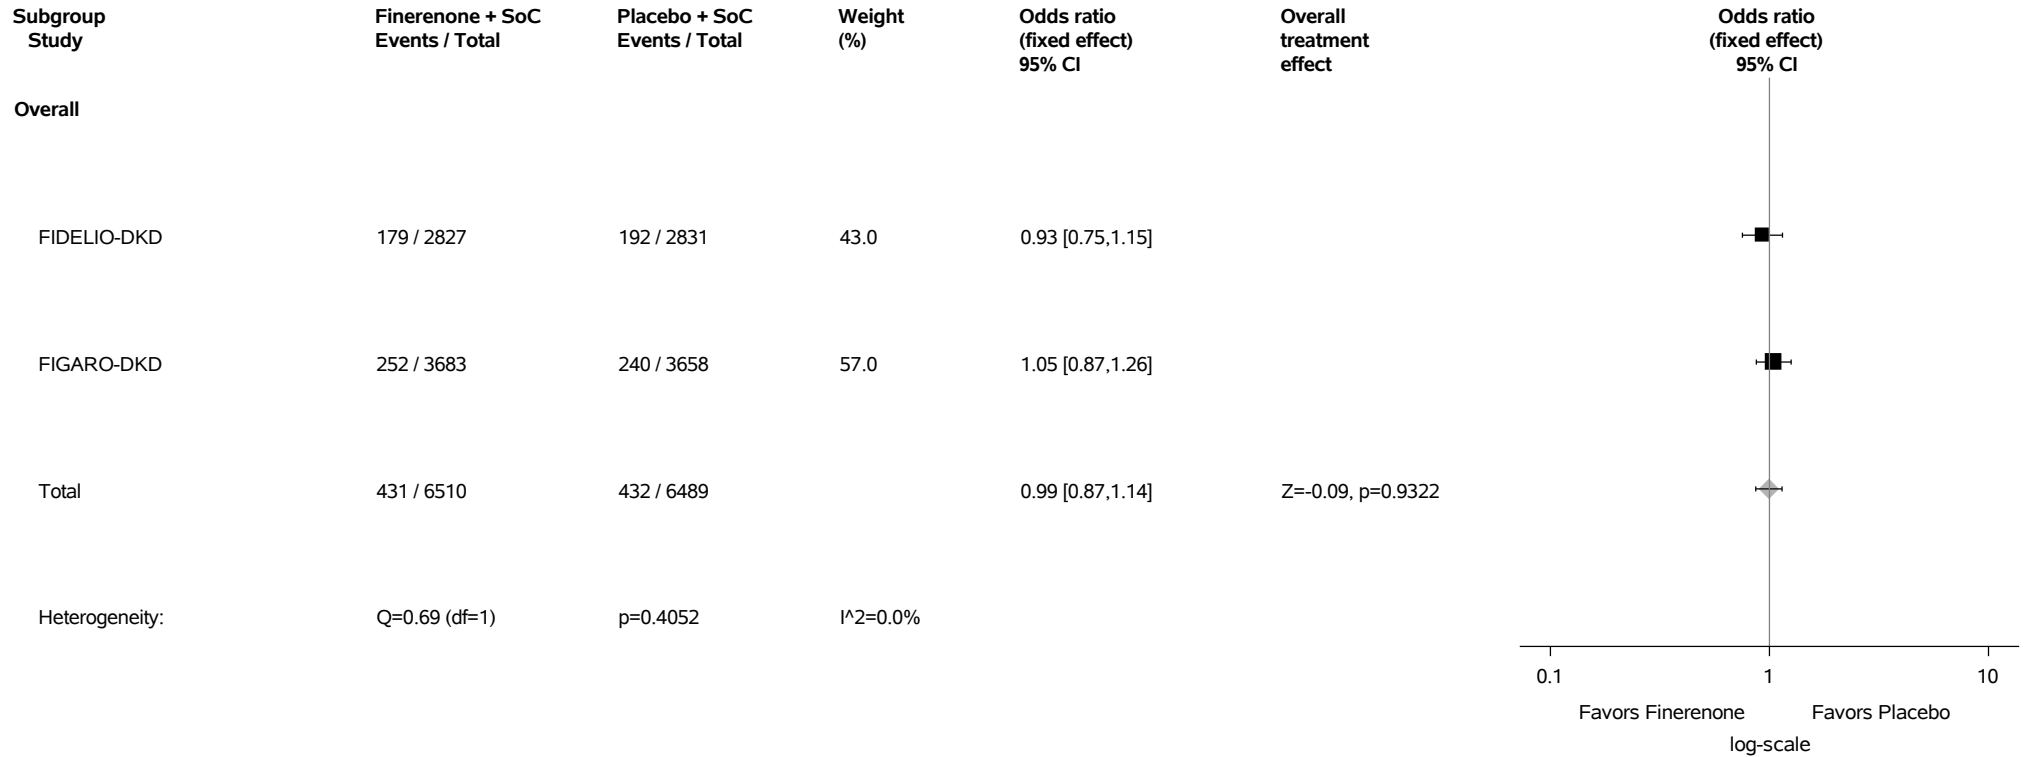 Subgroup Finerenone + SoC Placebo + SoC Weight Odds ratio Overall Odds ratio
Study Events / Total Events / Total (%) (fixed effect) treatment (fixed effect)
95% CI effect 95% CI
Overall
FIDELIO-DKD 179 / 2827 192 / 2831 43.0 0.93 [0.75,1.15]
FIGARO-DKD 252 / 3683 240 / 3658 57.0 1.05 [0.87,1.26]
Total 431 / 6510 432 / 6489 0.99 [0.87,1.14] Z=-0.09, p=0.9322
Heterogeneity: Q=0.69 (df=1) p=0.4052 I^2=0.0%
0.1 1 10
Favors Finerenone Favors Placebo
log-scale